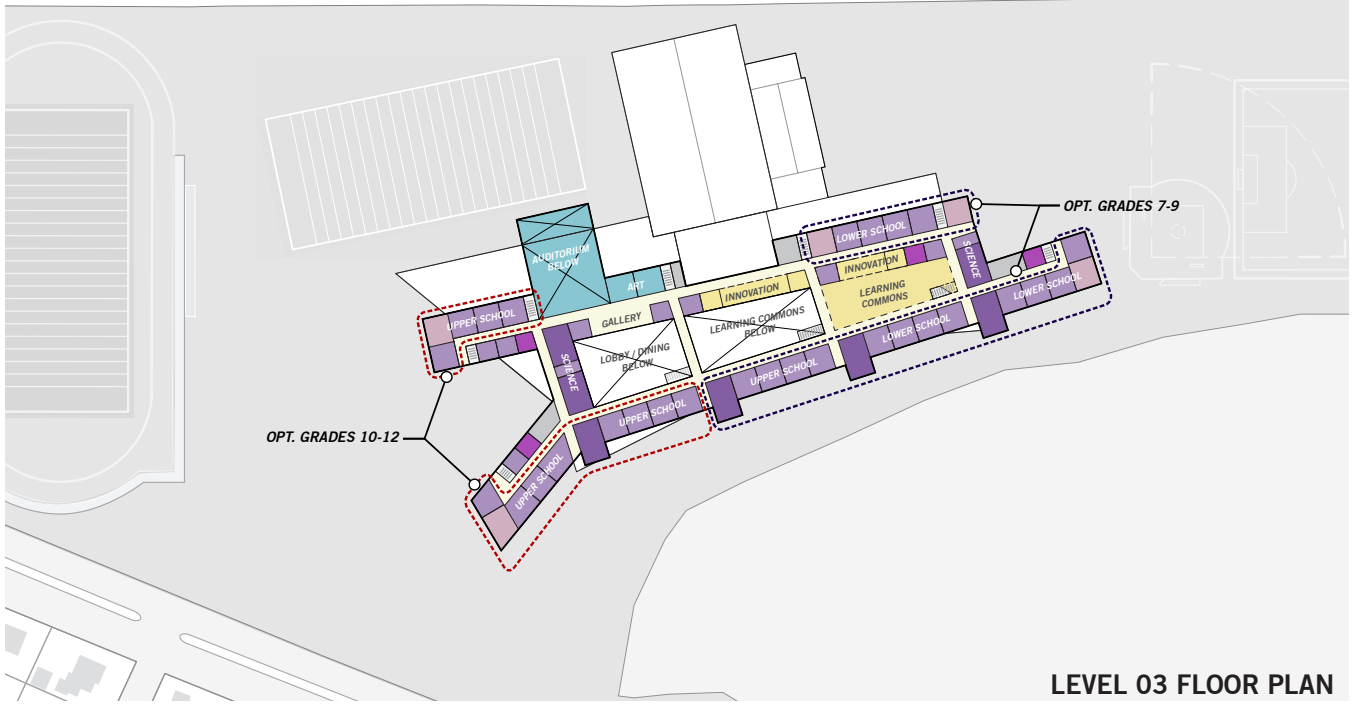 OPT. GRADES 7-9
LOWER SCHOOL
SCIENCE
AUDITORIUM
BELOW
INNOVATION
ART
INNOVATION
LEARNING
COMMONS
LOWER SCHOOL
UPPER SCHOOL
GALLERY
LEARNING COMMONS
BELOW
LOWER SCHOOL
LOBBY / DINING
BELOW
SCIENCE
UPPER SCHOOL
UPPER SCHOOL
OPT. GRADES 10-12
UPPER SCHOOL
LEVEL 03 FLOOR PLAN